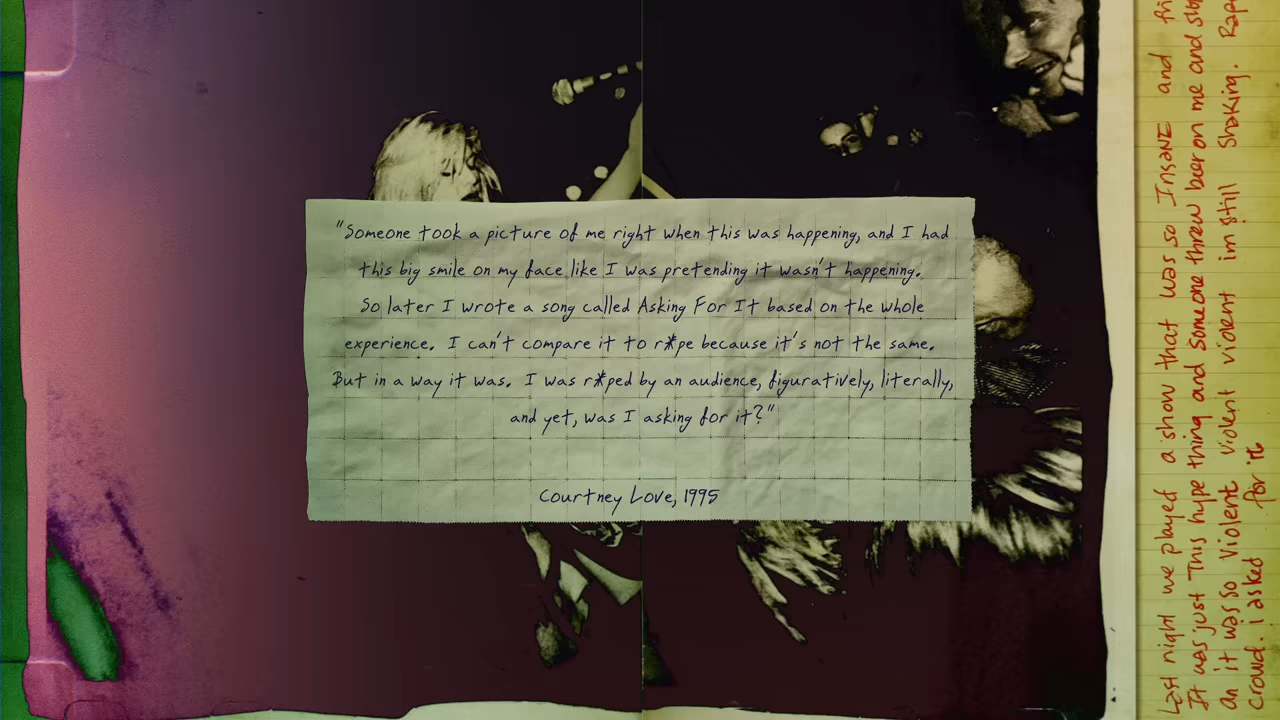 "Someone took a picture of me right when this was happening, and I had
this big smile on my face like I was pretending it wasn't happening.
So later I wrote a song called Asking For It based on the whole
experience. I can't compare it to r*pe because it's not the same.
But in a way it was. I was r*ped by an audience, figuratively, literally,
and yet, was I asking for it?"
Courtney Love, 1995
Last night we played a show that was so INSANE and
It was just This hype thing and someone threw beer on me and
an it was so violent violent violent im still shaking.
crowd. i asked for it